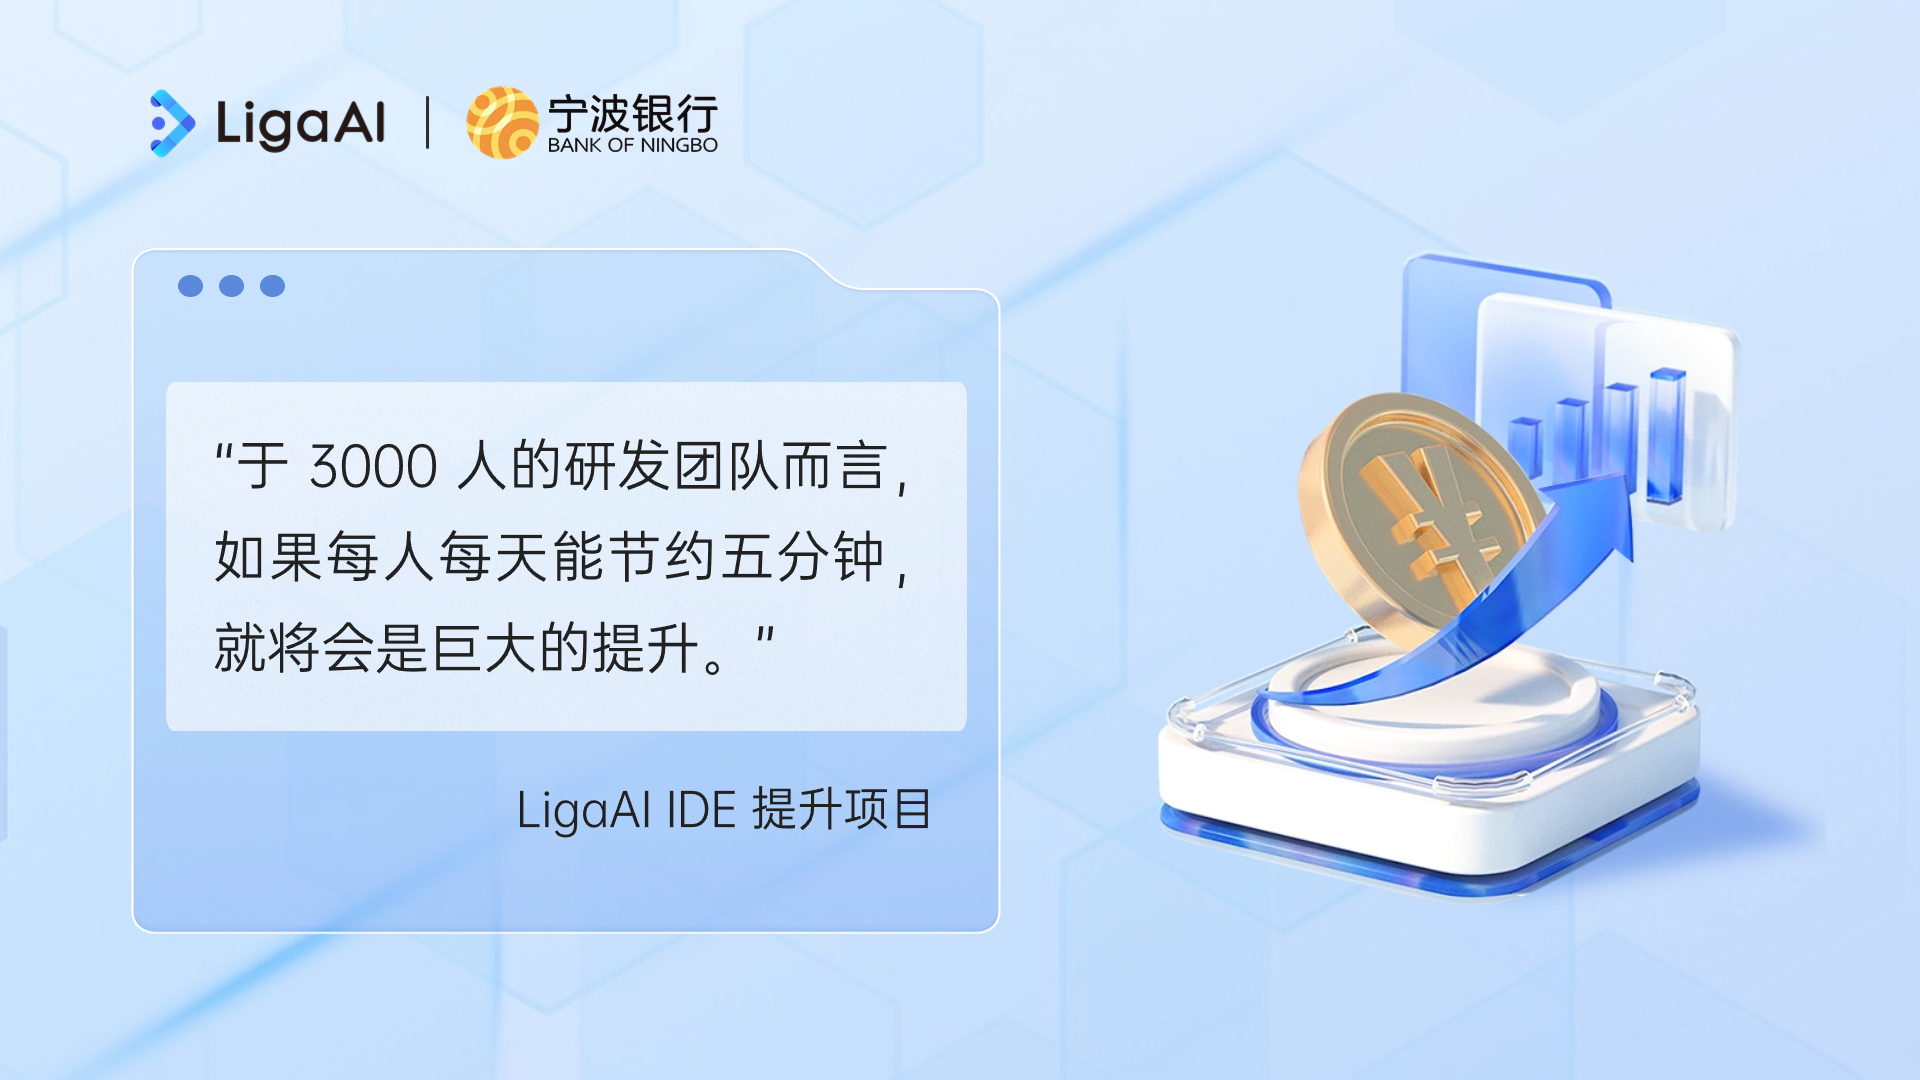 LigaAI
宁波银行
BANK OF NINGBO
“于 3000 人的研发团队而言，
如果每人每天能节约五分钟，
就将会是巨大的提升。”
LigaAI IDE 提升项目